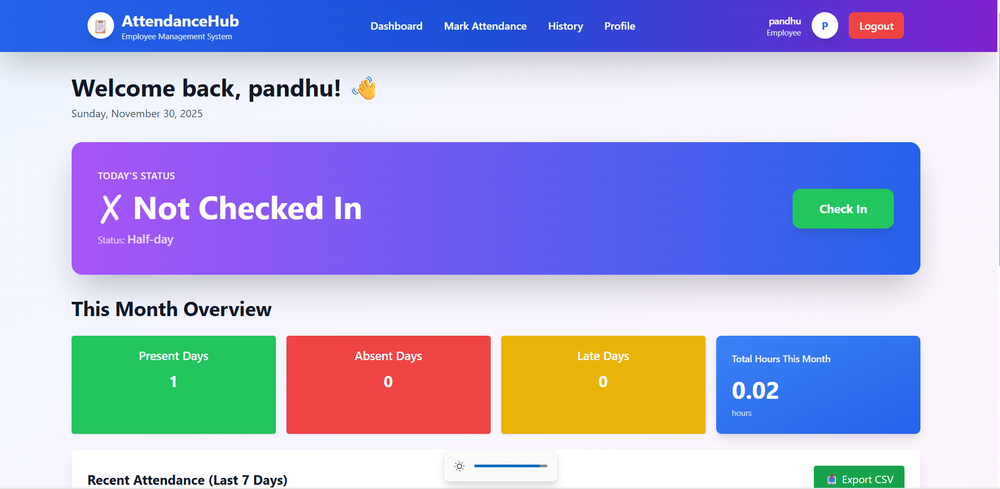 AttendanceHub
Employee Management System
Dashboard
Mark Attendance
History
Profile
pandhu
Employee
P
Logout
Welcome back, pandhu! 👋
Sunday, November 30, 2025
TODAY'S STATUS
✗ Not Checked In
Status: Half-day
Check In
This Month Overview
Present Days
1
Absent Days
0
Late Days
0
Total Hours This Month
0.02
hours
Recent Attendance (Last 7 Days)
📤 Export CSV